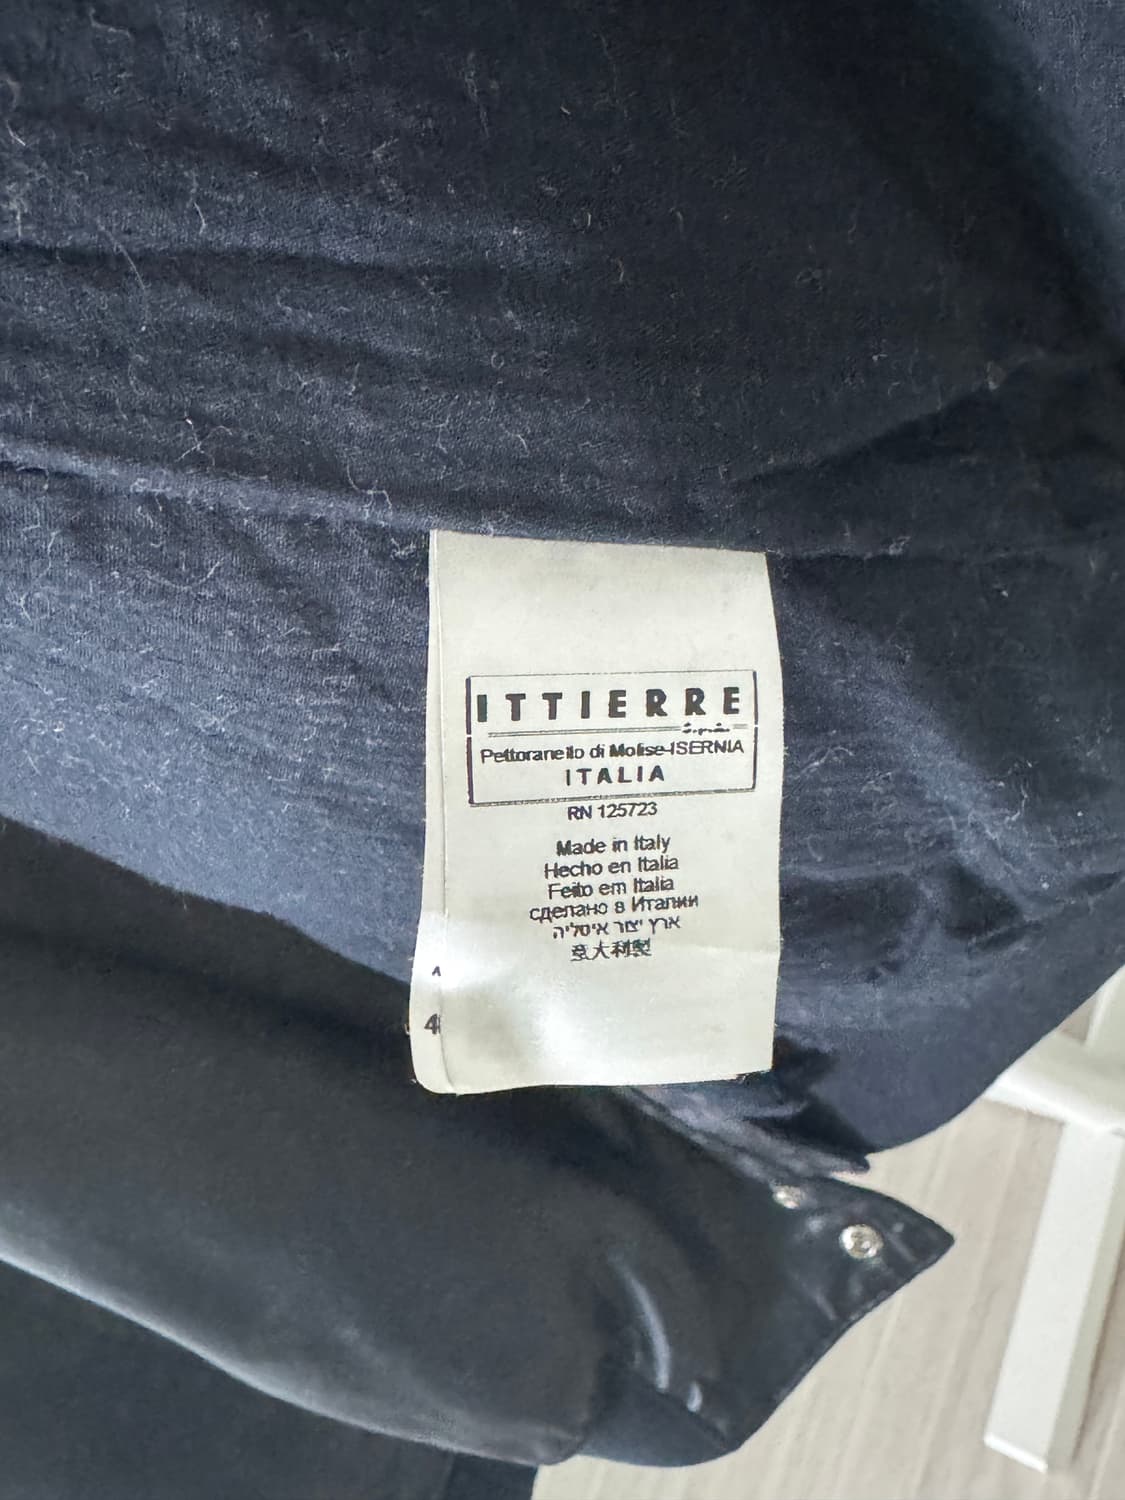 ITTIERRE
S.p.A.
Pettoranello di Molise-ISERNIA
ITALIA
RN 125723
Made in Italy
Hecho en Italia
Feito em Italia
сделано в Италии
ארץ יצור איטליה
意大利製
4